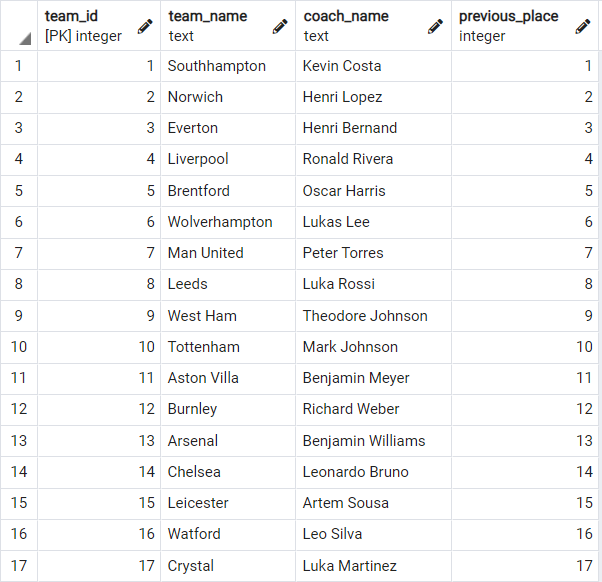 team_id team_name coach_name previous_place
[PK] integer text text integer
1 1 Southhampton Kevin Costa 1
2 2 Norwich Henri Lopez 2
3 3 Everton Henri Bernand 3
4 4 Liverpool Ronald Rivera 4
5 5 Brentford Oscar Harris 5
6 6 Wolverhampton Lukas Lee 6
7 7 Man United Peter Torres 7
8 8 Leeds Luka Rossi 8
9 9 West Ham Theodore Johnson 9
10 10 Tottenham Mark Johnson 10
11 11 Aston Villa Benjamin Meyer 11
12 12 Burnley Richard Weber 12
13 13 Arsenal Benjamin Williams 13
14 14 Chelsea Leonardo Bruno 14
15 15 Leicester Artem Sousa 15
16 16 Watford Leo Silva 16
17 17 Crystal Luka Martinez 17